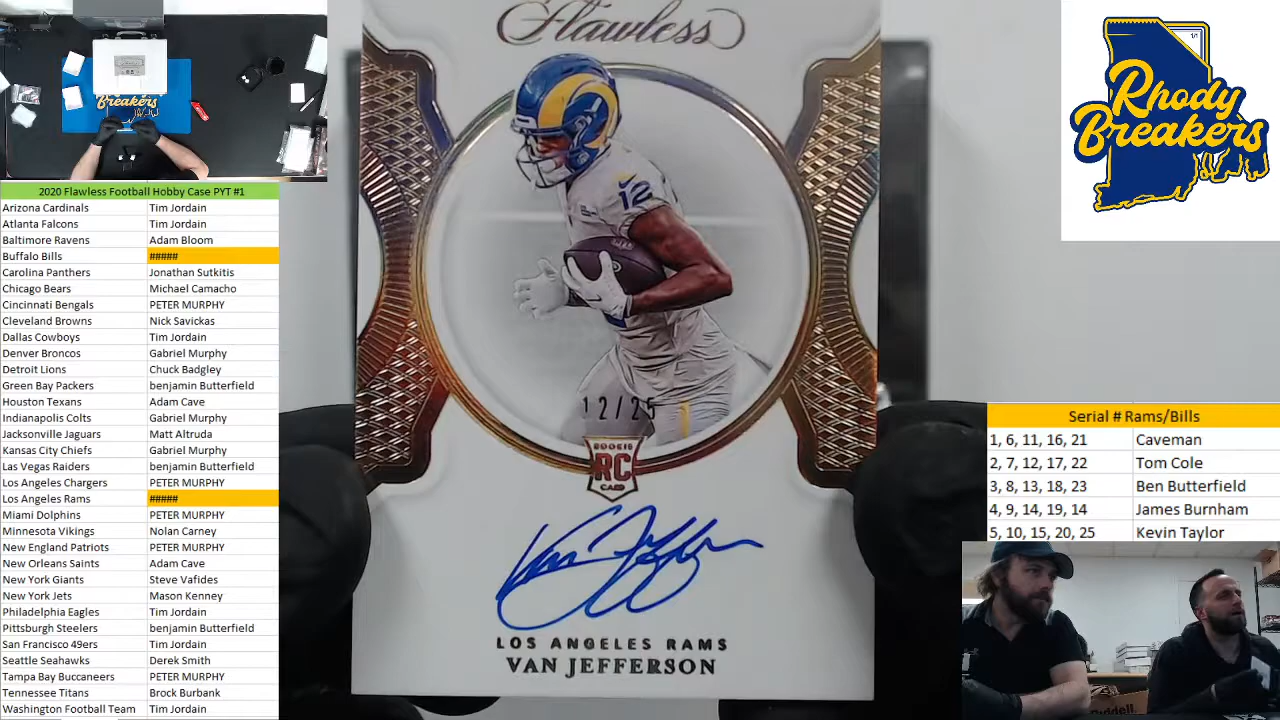 Flawless
12
12/25
ROOKIE
RC
CARD
Van Jefferson
LOS ANGELES RAMS
VAN JEFFERSON
Breakers
2020 Flawless Football Hobby Case PYT #1
Arizona Cardinals Tim Jordain
Atlanta Falcons Tim Jordain
Baltimore Ravens Adam Bloom
Buffalo Bills #####
Carolina Panthers Jonathan Sutkitis
Chicago Bears Michael Camacho
Cincinnati Bengals PETER MURPHY
Cleveland Browns Nick Savickas
Dallas Cowboys Tim Jordain
Denver Broncos Gabriel Murphy
Detroit Lions Chuck Badgley
Green Bay Packers benjamin Butterfield
Houston Texans Adam Cave
Indianapolis Colts Gabriel Murphy
Jacksonville Jaguars Matt Altruda
Kansas City Chiefs Gabriel Murphy
Las Vegas Raiders benjamin Butterfield
Los Angeles Chargers PETER MURPHY
Los Angeles Rams #####
Miami Dolphins PETER MURPHY
Minnesota Vikings Nolan Carney
New England Patriots PETER MURPHY
New Orleans Saints Adam Cave
New York Giants Steve Vafides
New York Jets Mason Kenney
Philadelphia Eagles Tim Jordain
Pittsburgh Steelers benjamin Butterfield
San Francisco 49ers Tim Jordain
Seattle Seahawks Derek Smith
Tampa Bay Buccaneers PETER MURPHY
Tennessee Titans Brock Burbank
Washington Football Team Tim Jordain
1/1
Rhody
Breakers
Serial # Rams/Bills
1, 6, 11, 16, 21 Caveman
2, 7, 12, 17, 22 Tom Cole
3, 8, 13, 18, 23 Ben Butterfield
4, 9, 14, 19, 14 James Burnham
5, 10, 15, 20, 25 Kevin Taylor